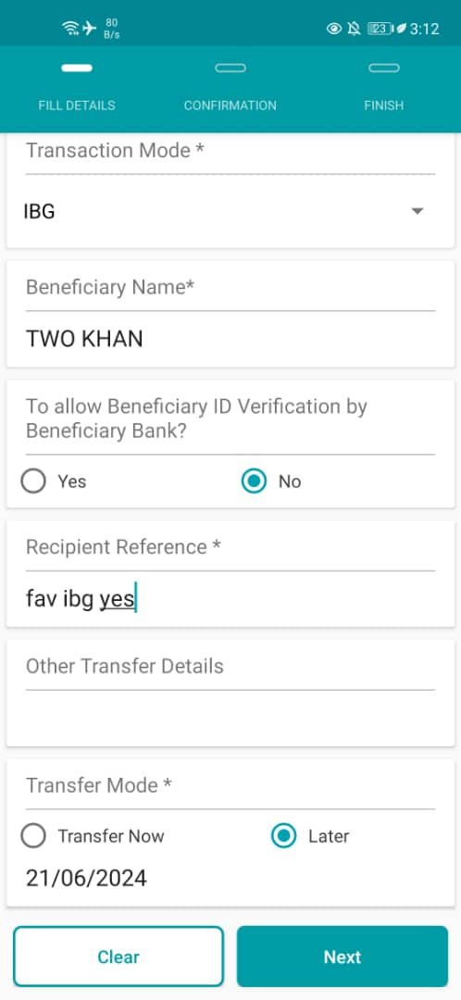 80
B/s
23
3:12
FILL DETAILS
CONFIRMATION
FINISH
Transaction Mode *
IBG
Beneficiary Name*
TWO KHAN
To allow Beneficiary ID Verification by
Beneficiary Bank?
Yes
No
Recipient Reference *
fav ibg yes
Other Transfer Details
Transfer Mode *
Transfer Now
Later
21/06/2024
Clear
Next